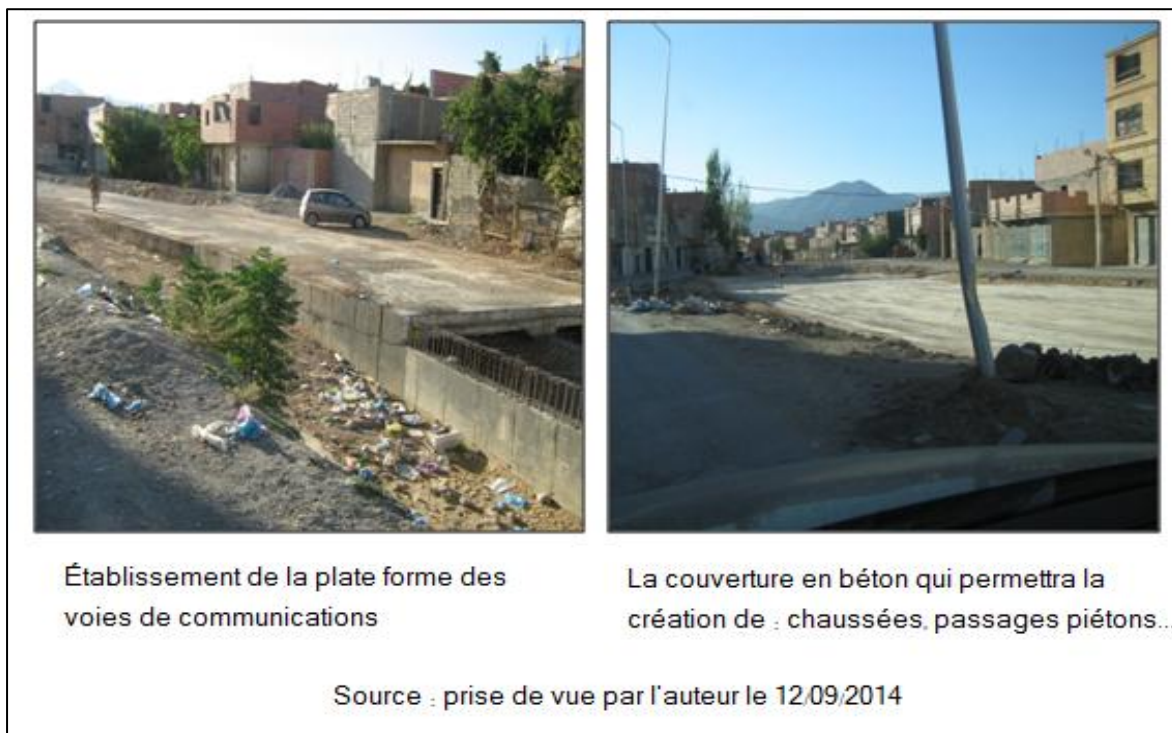 Établissement de la plate forme des
voies de communications
La couverture en béton qui permettra la
création de : chaussées, passages piétons...
Source : prise de vue par l'auteur le 12/09/2014